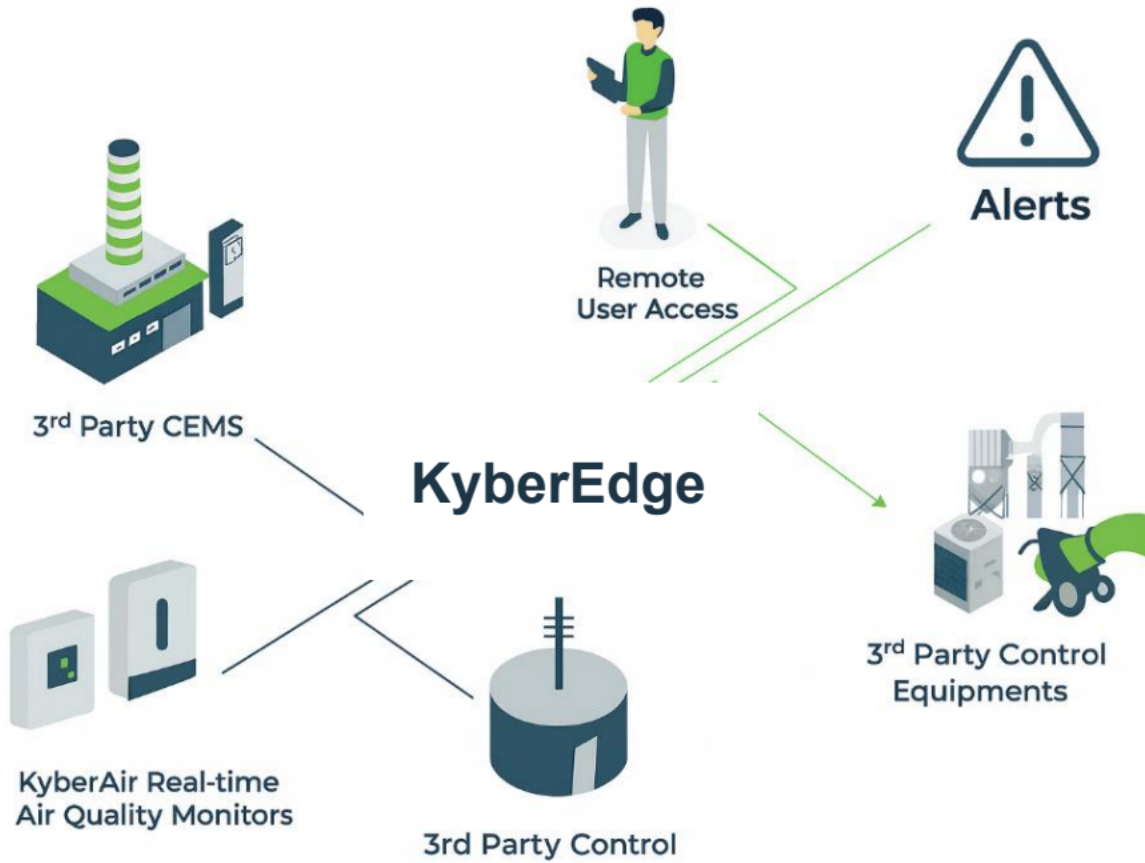 Alerts
Remote
User Access
3rd Party CEMS
KyberEdge
3rd Party Control
Equipments
KyberAir Real-time
Air Quality Monitors
3rd Party Control